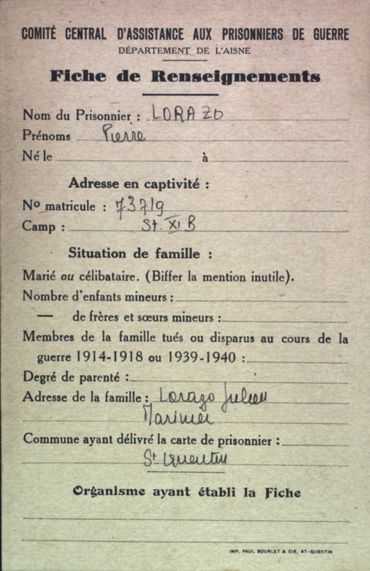 COMITÉ CENTRAL D'ASSISTANCE AUX PRISONNIERS DE GUERRE
DÉPARTEMENT DE L'AISNE
Fiche de Renseignements
Nom du Prisonnier : LORAZO
Prénoms Pierre
Né le à
Adresse en captivité :
No matricule : 73719
Camp : St. XI B
Situation de famille :
Marié ou célibataire. (Biffer la mention inutile).
Nombre d'enfants mineurs :
— de frères et sœurs mineurs :
Membres de la famille tués ou disparus au cours de la
guerre 1914-1918 ou 1939-1940 :
Degré de parenté :
Adresse de la famille : Lorazo Julien
Marinier
Commune ayant délivré la carte de prisonnier :
St Quentin
Organisme ayant établi la Fiche
IMP. PAUL BOURLET & CIE, ST-QUENTIN